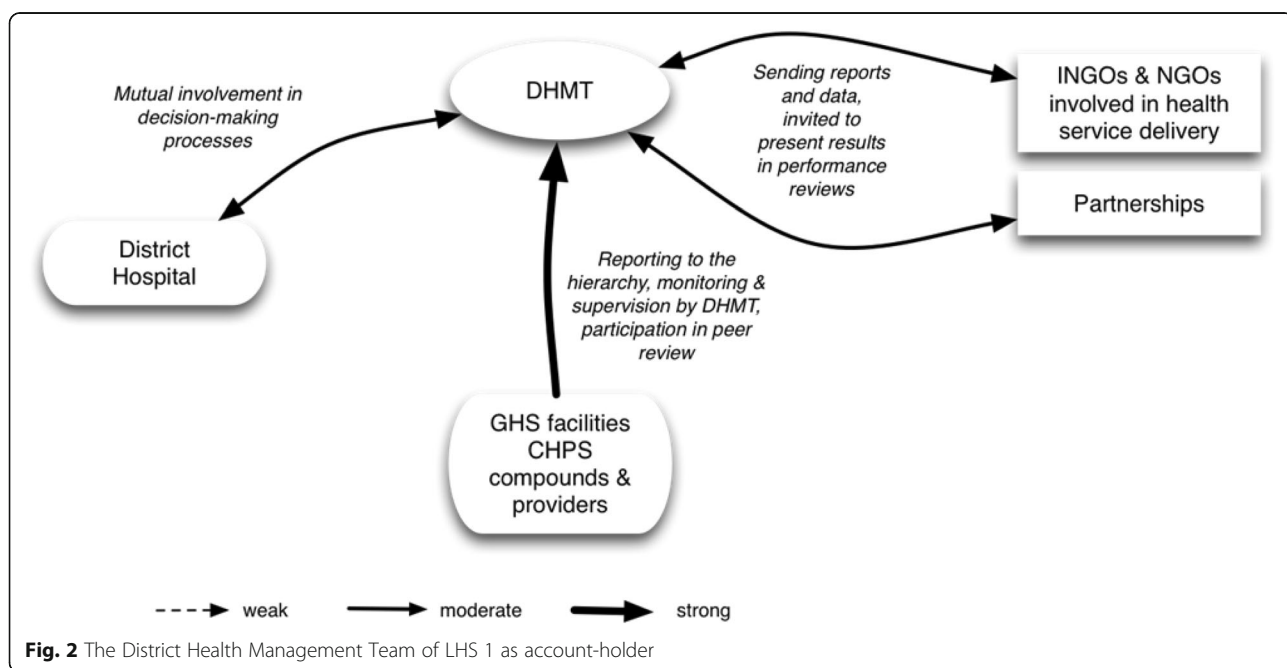 DHMT
Mutual involvement in
decision-making
processes
Sending reports
and data,
invited to
present results
in performance
reviews
INGOs & NGOs
involved in health
service delivery
Partnerships
District
Hospital
Reporting to the
hierarchy, monitoring &
supervision by DHMT,
participation in peer
review
GHS facilities
CHPS
compounds &
providers
weak
moderate
strong
Fig. 2 The District Health Management Team of LHS 1 as account-holder